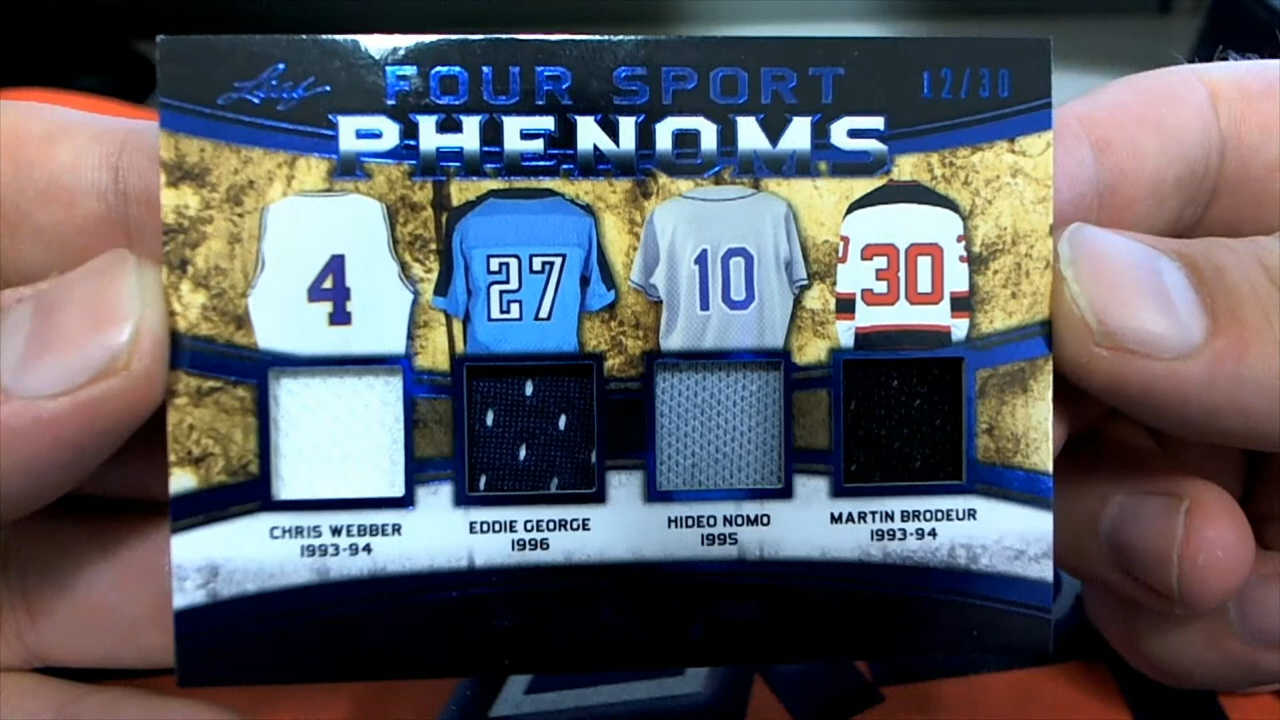 Leaf
FOUR SPORT
12/30
PHENOMS
4
27
10
30
CHRIS WEBBER
1993-94
EDDIE GEORGE
1996
HIDEO NOMO
1995
MARTIN BRODEUR
1993-94